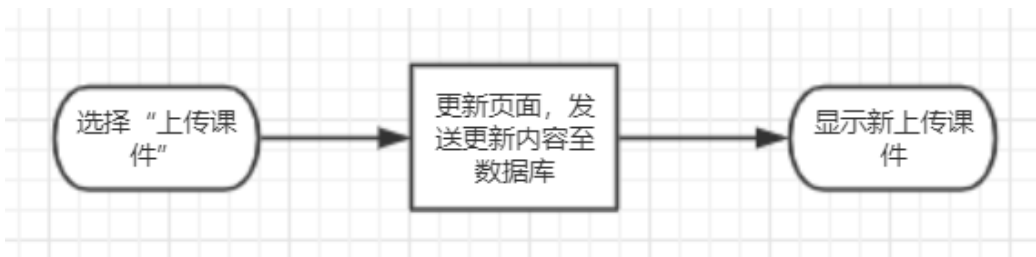 选择“上传课
件”
更新页面，发
送更新内容至
数据库
显示新上传课
件